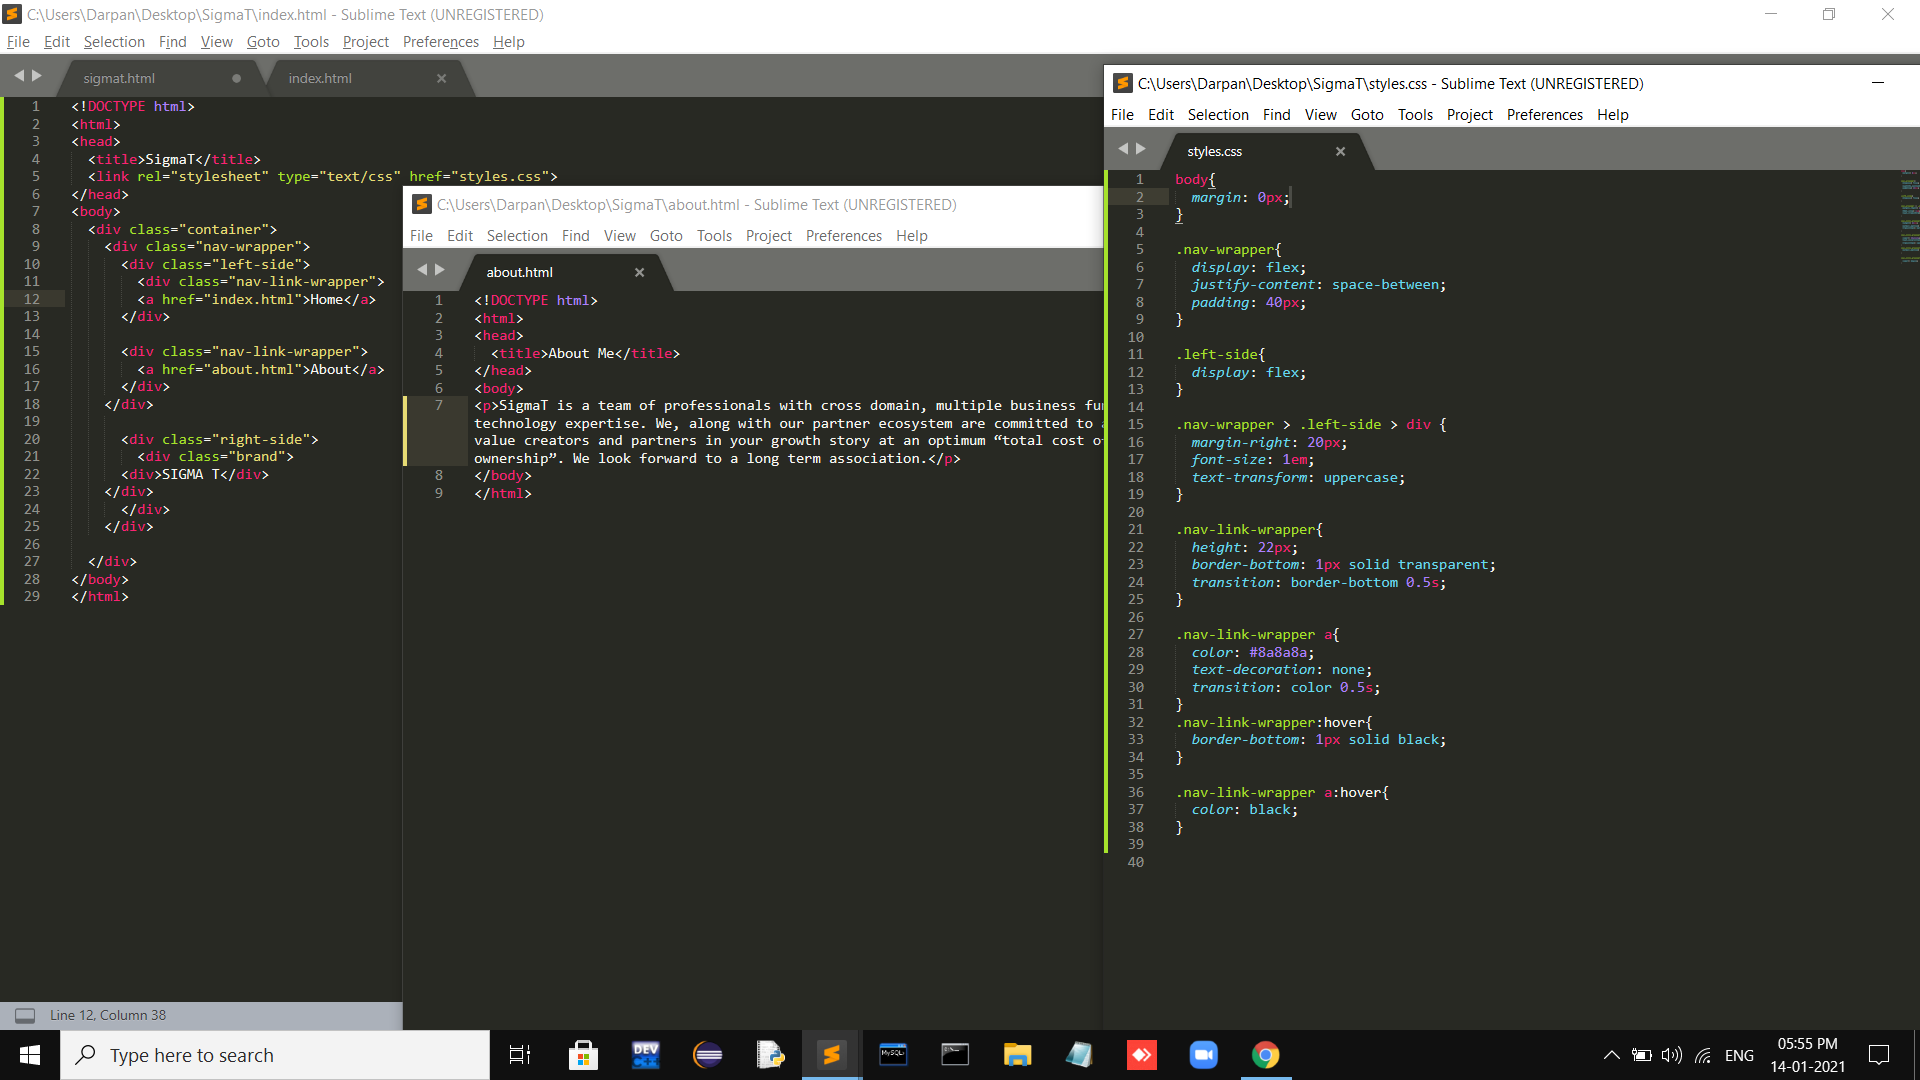 C:\Users\Darpan\Desktop\SigmaT\index.html - Sublime Text (UNREGISTERED)
File Edit Selection Find View Goto Tools Project Preferences Help
sigmat.html index.html
1 <!DOCTYPE html>
2 <html>
3 <head>
4 <title>SigmaT</title>
5 <link rel="stylesheet" type="text/css" href="styles.css">
6 </head>
7 <body>
8 <div class="container">
9 <div class="nav-wrapper">
10 <div class="left-side">
11 <div class="nav-link-wrapper">
12 <a href="index.html">Home</a>
13 </div>
14
15 <div class="nav-link-wrapper">
16 <a href="about.html">About</a>
17 </div>
18 </div>
19
20 <div class="right-side">
21 <div class="brand">
22 <div>SIGMA T</div>
23 </div>
24 </div>
25 </div>
26
27 </div>
28 </body>
29 </html>
Line 12, Column 38
C:\Users\Darpan\Desktop\SigmaT\about.html - Sublime Text (UNREGISTERED)
File Edit Selection Find View Goto Tools Project Preferences Help
about.html
1 <!DOCTYPE html>
2 <html>
3 <head>
4 <title>About Me</title>
5 </head>
6 <body>
7 <p>SigmaT is a team of professionals with cross domain, multiple business
technology expertise. We, along with our partner ecosystem are committed to
value creators and partners in your growth story at an optimum “total cost
ownership”. We look forward to a long term association.</p>
8 </body>
9 </html>
C:\Users\Darpan\Desktop\SigmaT\styles.css - Sublime Text (UNREGISTERED)
File Edit Selection Find View Goto Tools Project Preferences Help
styles.css
1 body{
2 margin: 0px;
3 }
4
5 .nav-wrapper{
6 display: flex;
7 justify-content: space-between;
8 padding: 40px;
9 }
10
11 .left-side{
12 display: flex;
13 }
14
15 .nav-wrapper > .left-side > div {
16 margin-right: 20px;
17 font-size: 1em;
18 text-transform: uppercase;
19 }
20
21 .nav-link-wrapper{
22 height: 22px;
23 border-bottom: 1px solid transparent;
24 transition: border-bottom 0.5s;
25 }
26
27 .nav-link-wrapper a{
28 color: #8a8a8a;
29 text-decoration: none;
30 transition: color 0.5s;
31 }
32 .nav-link-wrapper:hover{
33 border-bottom: 1px solid black;
34 }
35
36 .nav-link-wrapper a:hover{
37 color: black;
38 }
39
40
Type here to search
DEV C++
MySQL
ENG
05:55 PM
14-01-2021